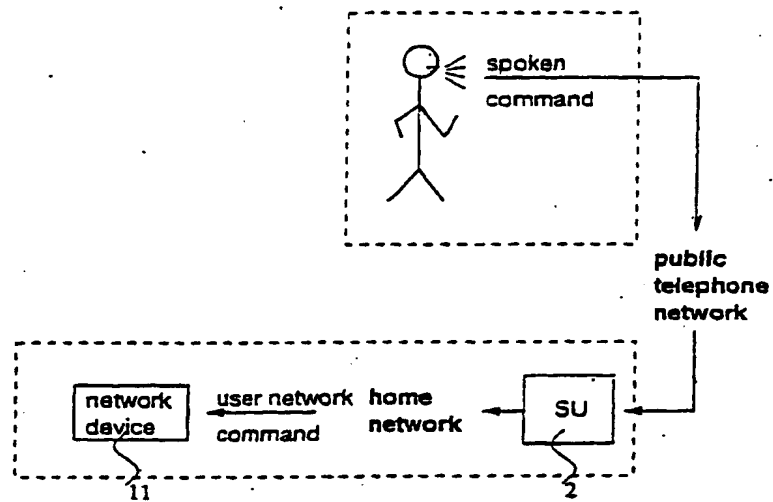 spoken
command
public
telephone
network
network
device
user network
command
home
network
SU
11
2